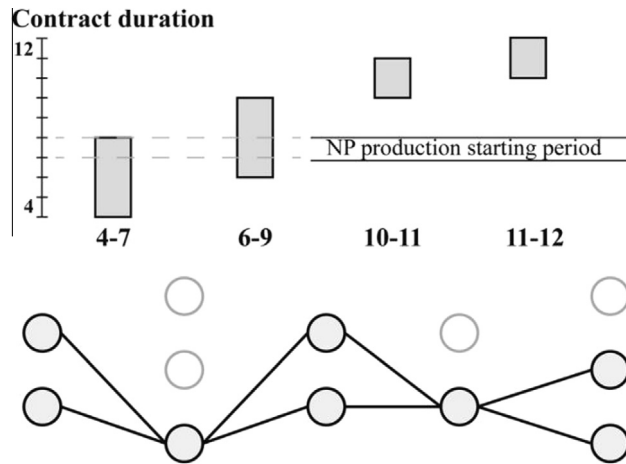 Contract duration
12
NP production starting period
4
4-7 6-9 10-11 11-12